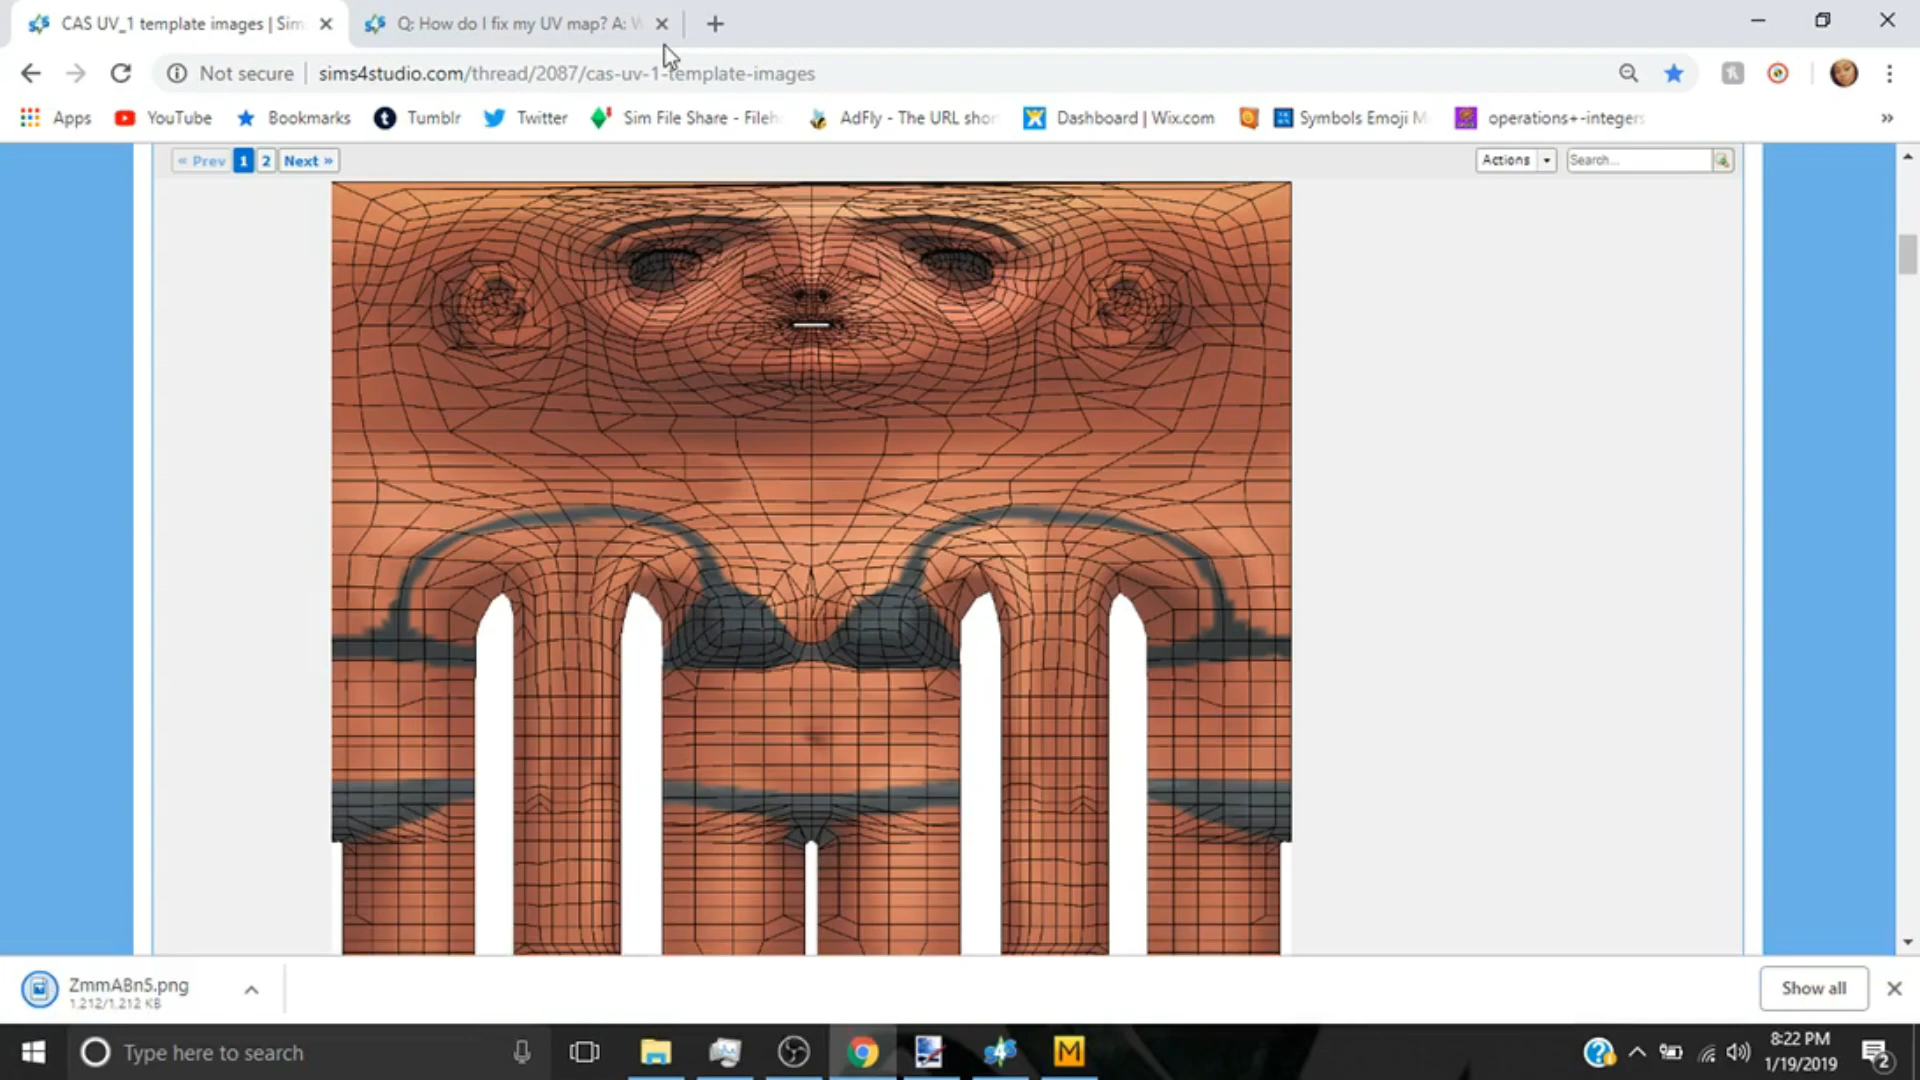 CAS UV_1 template images | Sim
Q: How do I fix my UV map? A: W
Not secure
sims4studio.com/thread/2087/cas-uv-1-template-images
Apps
YouTube
Bookmarks
Tumblr
Twitter
Sim File Share - Fileh
AdFly - The URL shor
Dashboard | Wix.com
Symbols Emoji M
operations+-integers
»
« Prev
1
2
Next »
Actions
Search...
ZmmABn5.png
1,212/1,212 KB
Show all
Type here to search
8:22 PM
1/19/2019
2